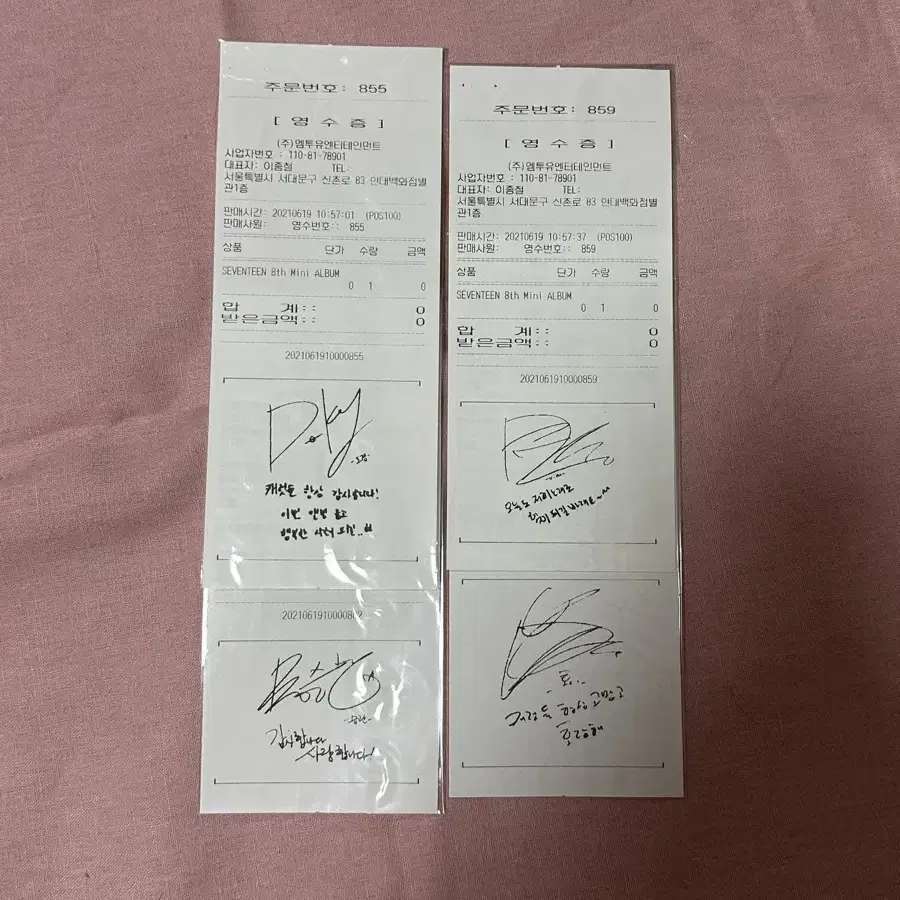 주문번호: 855
[ 영 수 증 ]
(주)엠투유엔터테인먼트
사업자번호 : 110-81-78901
대표자: 이종철 TEL:
서울특별시 서대문구 신촌로 83 현대백화점별
관1층
판매시간: 20210619 10:57:01 (POS100)
판매사원: 영수번호:: 855
상품 단가 수량 금액
SEVENTEEN 8th Mini ALBUM
0 1 0
합 계:: 0
받은금액:: 0
2021061910000855
캐럿들 항상 감사합니다!
이번 앨범 듣고
2021061910000862
감사합니다
사랑합니다!
주문번호: 859
[ 영 수 증 ]
(주)엠투유엔터테인먼트
사업자번호 : 110-81-78901
대표자: 이종철 TEL:
서울특별시 서대문구 신촌로 83 현대백화점별
관1층
판매시간: 20210619 10:57:37 (POS100)
판매사원: 영수번호:: 859
상품 단가 수량 금액
SEVENTEEN 8th Mini ALBUM
0 1 0
합 계:: 0
받은금액:: 0
2021061910000859
오늘도